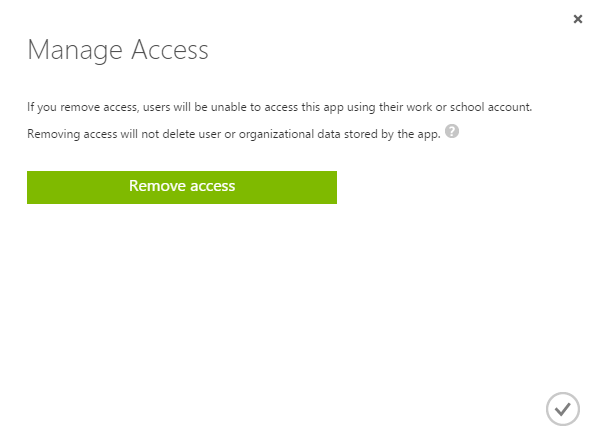 Manage Access
If you remove access, users will be unable to access this app using their work or school account.
Removing access will not delete user or organizational data stored by the app. ?
Remove access